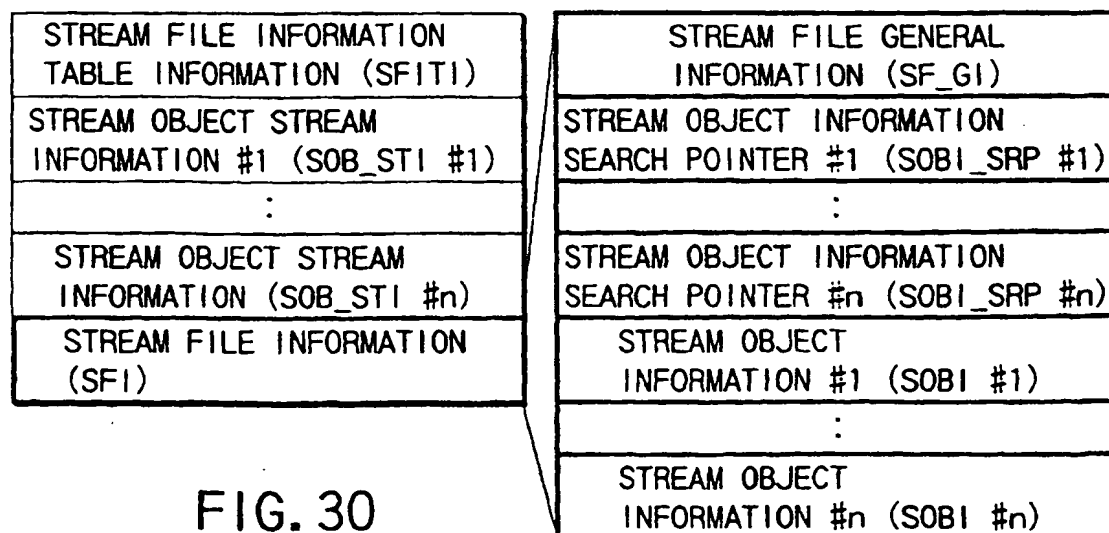 STREAM FILE INFORMATION
TABLE INFORMATION (SFITI)
STREAM OBJECT STREAM
INFORMATION #1 (SOB_STI #1)
:
STREAM OBJECT STREAM
INFORMATION (SOB_STI #n)
STREAM FILE INFORMATION
(SFI)
STREAM FILE GENERAL
INFORMATION (SF_GI)
STREAM OBJECT INFORMATION
SEARCH POINTER #1 (SOBI_SRP #1)
:
STREAM OBJECT INFORMATION
SEARCH POINTER #n (SOBI_SRP #n)
STREAM OBJECT
INFORMATION #1 (SOBI #1)
:
STREAM OBJECT
INFORMATION #n (SOBI #n)
FIG. 30